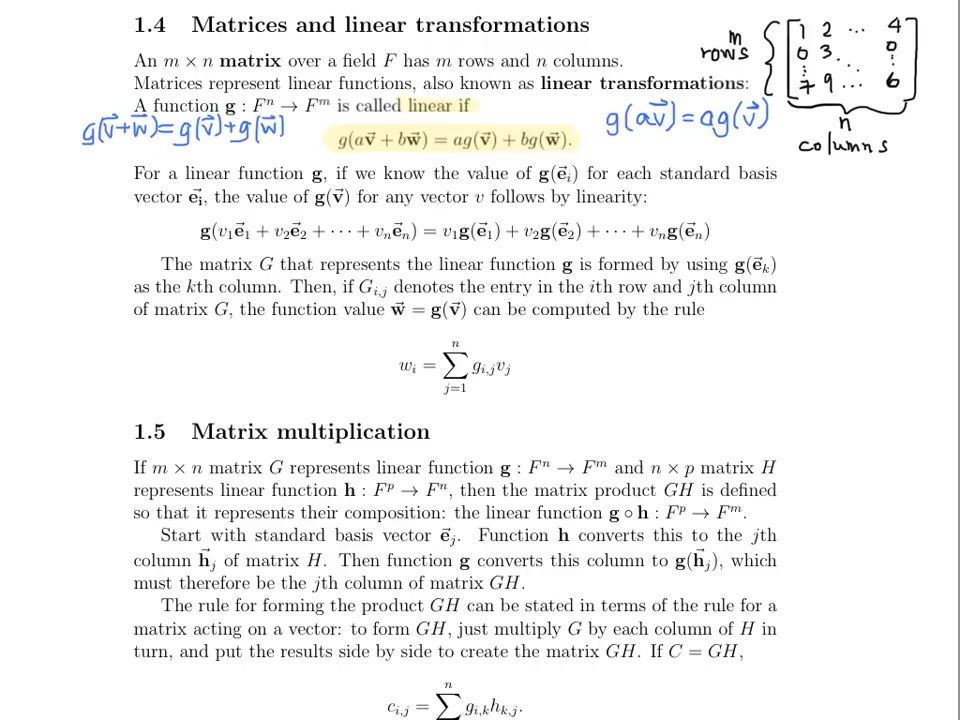 1.4 Matrices and linear transformations
An m × n matrix over a field F has m rows and n columns.
Matrices represent linear functions, also known as linear transformations:
A function g : Fⁿ → Fᵐ is called linear if
g(av⃗ + bw⃗) = ag(v⃗) + bg(w⃗).
g(v⃗+w⃗)=g(v⃗)+g(w⃗)
g(av⃗)=ag(v⃗)
m
rows
1 2 ... 4
0 3 . . 0
⋮ ⋮
7 9 ... 6
n
columns
For a linear function g, if we know the value of g(e⃗ᵢ) for each standard basis
vector e⃗ᵢ, the value of g(v⃗) for any vector v follows by linearity:
g(v₁e⃗₁ + v₂e⃗₂ + · · · + vₙe⃗ₙ) = v₁g(e⃗₁) + v₂g(e⃗₂) + · · · + vₙg(e⃗ₙ)
The matrix G that represents the linear function g is formed by using g(e⃗ₖ)
as the kth column. Then, if Gᵢ,ⱼ denotes the entry in the ith row and jth column
of matrix G, the function value w⃗ = g(v⃗) can be computed by the rule
wᵢ = ∑ⁿⱼ₌₁ gᵢ,ⱼvⱼ
1.5 Matrix multiplication
If m × n matrix G represents linear function g : Fⁿ → Fᵐ and n × p matrix H
represents linear function h : Fᵖ → Fⁿ, then the matrix product GH is defined
so that it represents their composition: the linear function g ∘ h : Fᵖ → Fᵐ.
Start with standard basis vector e⃗ⱼ. Function h converts this to the jth
column h⃗ⱼ of matrix H. Then function g converts this column to g(h⃗ⱼ), which
must therefore be the jth column of matrix GH.
The rule for forming the product GH can be stated in terms of the rule for a
matrix acting on a vector: to form GH, just multiply G by each column of H in
turn, and put the results side by side to create the matrix GH. If C = GH,
cᵢ,ⱼ = ∑ⁿ gᵢ,ₖhₖ,ⱼ.